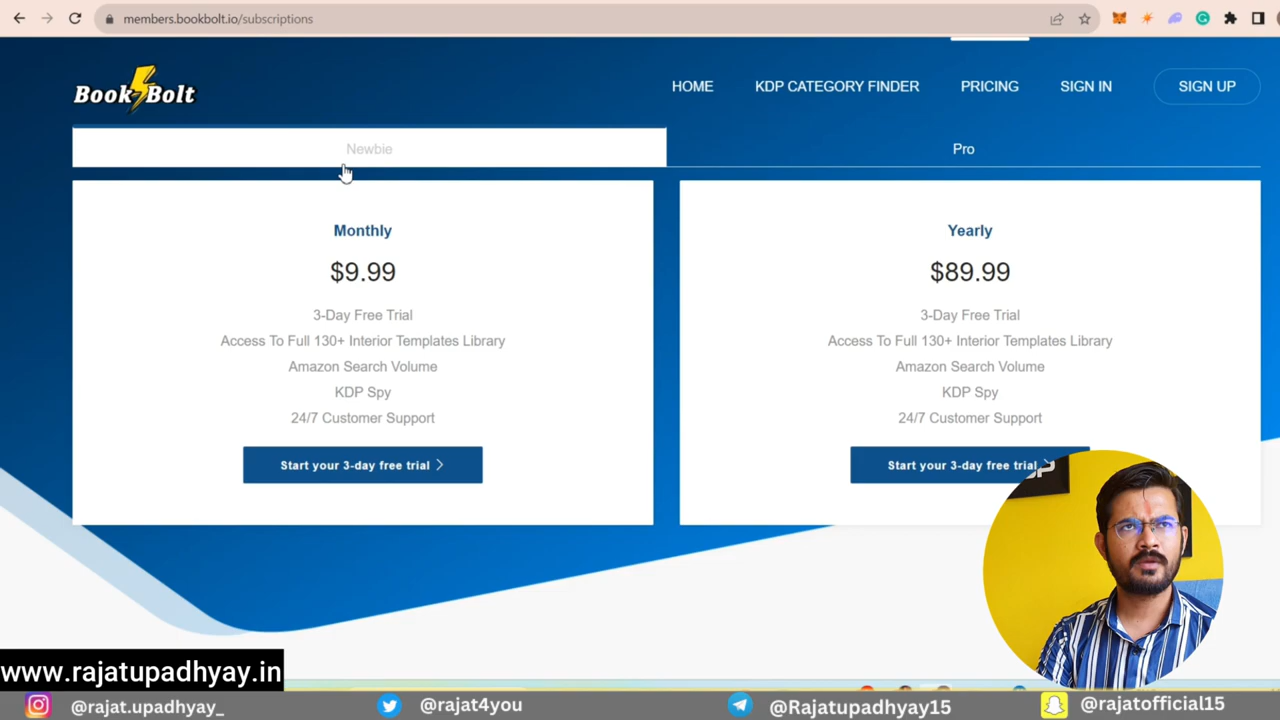 members.bookbolt.io/subscriptions
Book Bolt
HOME
KDP CATEGORY FINDER
PRICING
SIGN IN
SIGN UP
Newbie
Pro
Monthly
$9.99
3-Day Free Trial
Access To Full 130+ Interior Templates Library
Amazon Search Volume
KDP Spy
24/7 Customer Support
Start your 3-day free trial
Yearly
$89.99
3-Day Free Trial
Access To Full 130+ Interior Templates Library
Amazon Search Volume
KDP Spy
24/7 Customer Support
Start your 3-day free trial
www.rajatupadhyay.in
@rajat.upadhyay_
@rajat4you
@Rajatupadhyay15
@rajatofficial15